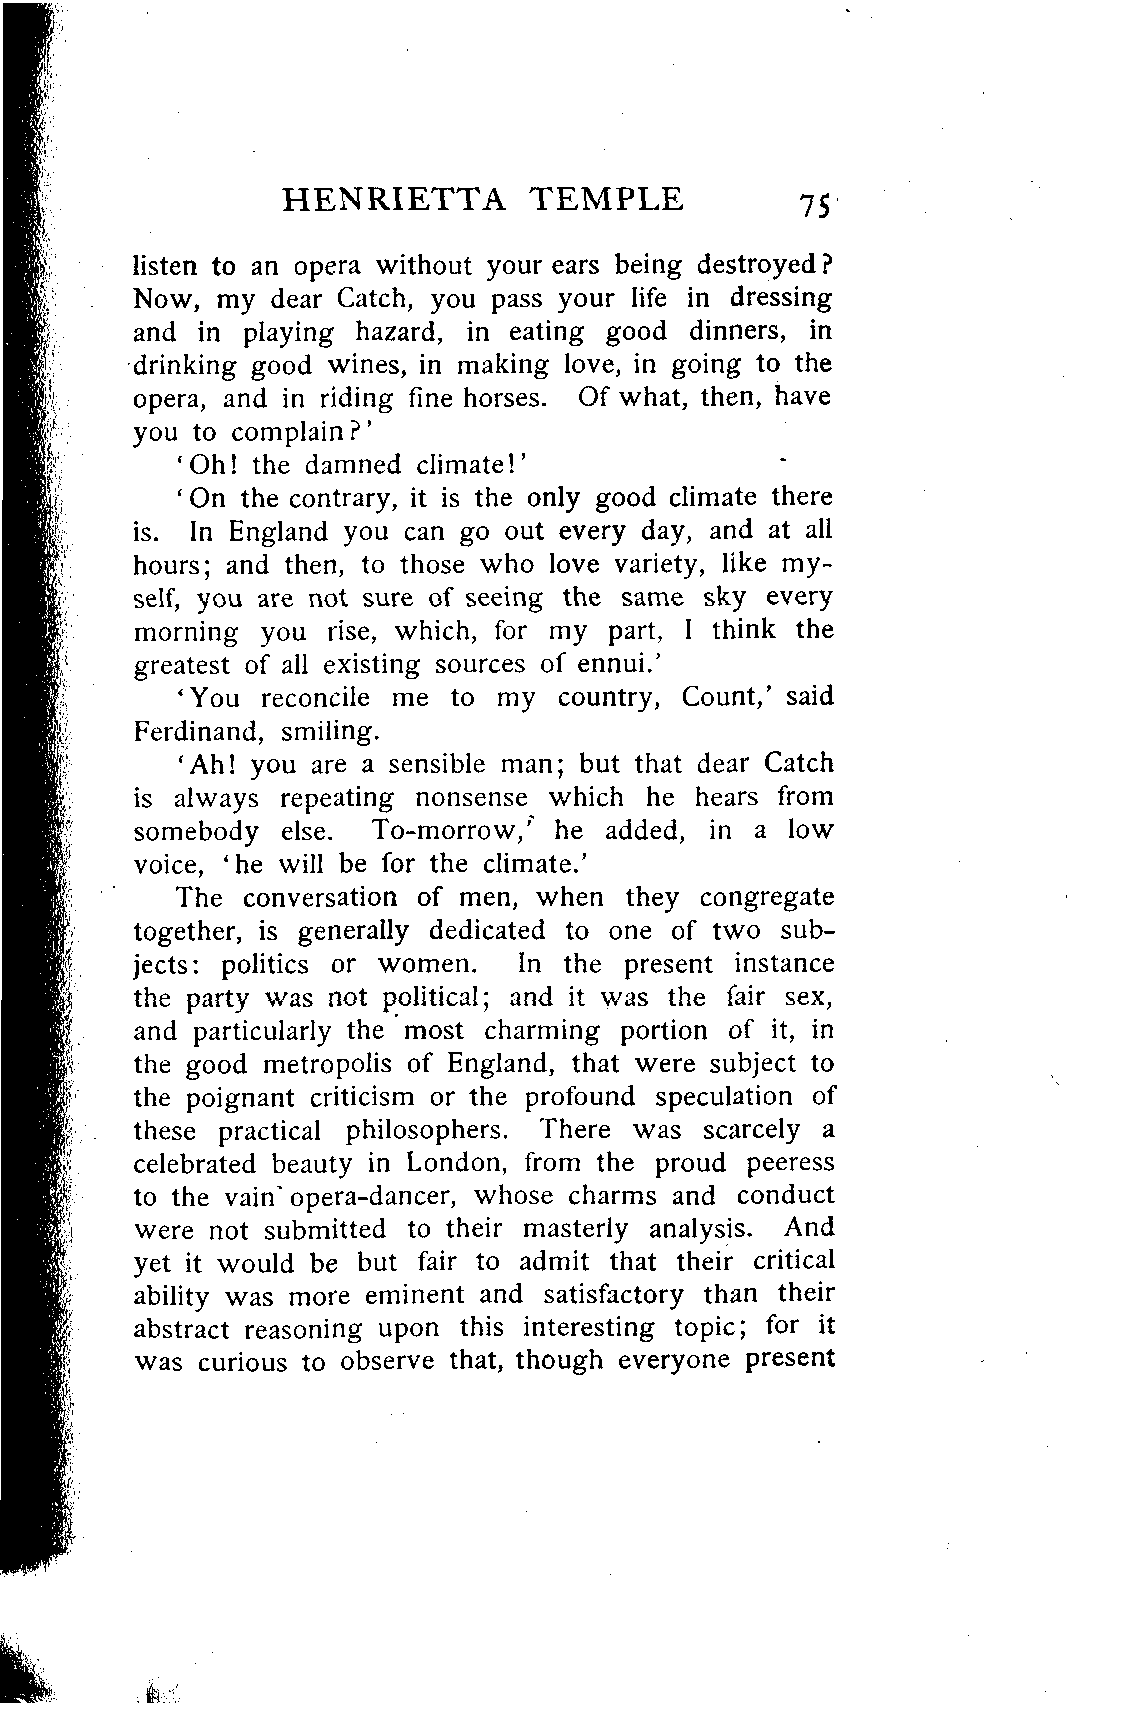 HENRIETTA TEMPLE 75
listen to an opera without your ears being destroyed?
Now, my dear Catch, you pass your life in dressing
and in playing hazard, in eating good dinners, in
drinking good wines, in making love, in going to the
opera, and in riding fine horses. Of what, then, have
you to complain?'
'Oh! the damned climate!'
'On the contrary, it is the only good climate there
is. In England you can go out every day, and at all
hours; and then, to those who love variety, like my-
self, you are not sure of seeing the same sky every
morning you rise, which, for my part, I think the
greatest of all existing sources of ennui.'
'You reconcile me to my country, Count,' said
Ferdinand, smiling.
'Ah! you are a sensible man; but that dear Catch
is always repeating nonsense which he hears from
somebody else. To-morrow,' he added, in a low
voice, 'he will be for the climate.'
The conversation of men, when they congregate
together, is generally dedicated to one of two sub-
jects: politics or women. In the present instance
the party was not political; and it was the fair sex,
and particularly the most charming portion of it, in
the good metropolis of England, that were subject to
the poignant criticism or the profound speculation of
these practical philosophers. There was scarcely a
celebrated beauty in London, from the proud peeress
to the vain opera-dancer, whose charms and conduct
were not submitted to their masterly analysis. And
yet it would be but fair to admit that their critical
ability was more eminent and satisfactory than their
abstract reasoning upon this interesting topic; for it
was curious to observe that, though everyone present